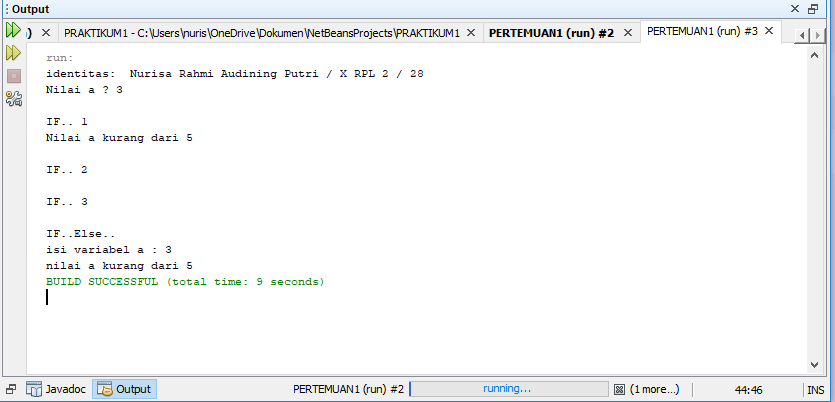 Output
) PRAKTIKUM1 - C:\Users\nuris\OneDrive\Dokumen\NetBeansProjects\PRAKTIKUM1 PERTEMUAN1 (run) #2 PERTEMUAN1 (run) #3
run:
identitas:  Nurisa Rahmi Audining Putri / X RPL 2 / 28
Nilai a ? 3
IF.. 1
Nilai a kurang dari 5
IF.. 2
IF.. 3
IF..Else..
isi variabel a : 3
nilai a kurang dari 5
BUILD SUCCESSFUL (total time: 9 seconds)
Javadoc Output PERTEMUAN1 (run) #2 running... (1 more...) 44:46 INS